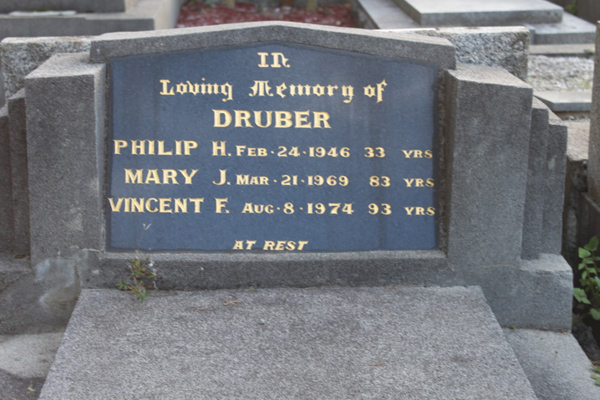 In
Loving Memory of
DRUBER
PHILIP H. FEB·24·1946 33 YRS
MARY J. MAR·21·1969 83 YRS
VINCENT F. AUG·8·1974 93 YRS
AT REST